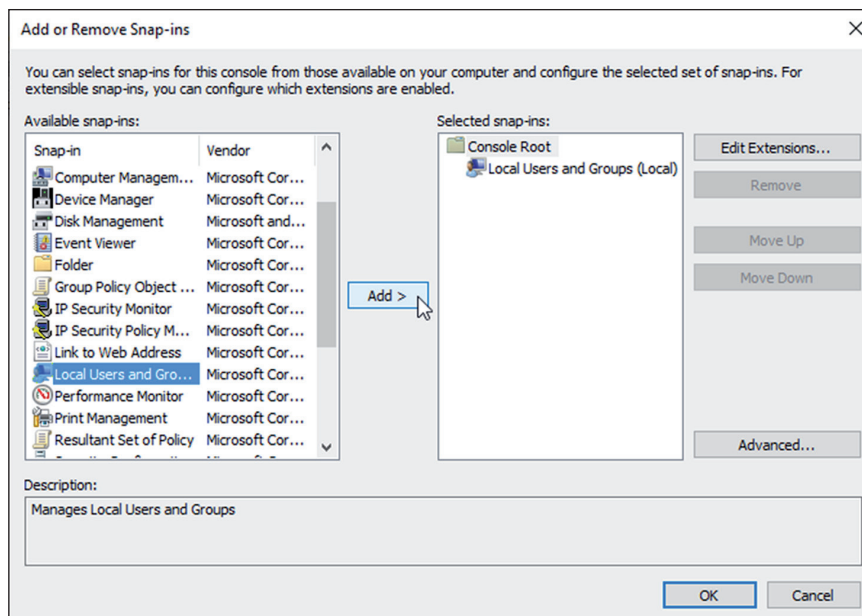 Add or Remove Snap-ins
You can select snap-ins for this console from those available on your computer and configure the selected set of snap-ins. For
extensible snap-ins, you can configure which extensions are enabled.
Available snap-ins:
Snap-in Vendor
Computer Managem... Microsoft Cor...
Device Manager Microsoft Cor...
Disk Management Microsoft and...
Event Viewer Microsoft Cor...
Folder Microsoft Cor...
Group Policy Object ... Microsoft Cor...
IP Security Monitor Microsoft Cor...
IP Security Policy M... Microsoft Cor...
Link to Web Address Microsoft Cor...
Local Users and Gro... Microsoft Cor...
Performance Monitor Microsoft Cor...
Print Management Microsoft Cor...
Resultant Set of Policy Microsoft Cor...
Add >
Selected snap-ins:
Console Root
Local Users and Groups (Local)
Edit Extensions...
Remove
Move Up
Move Down
Advanced...
Description:
Manages Local Users and Groups
OK
Cancel